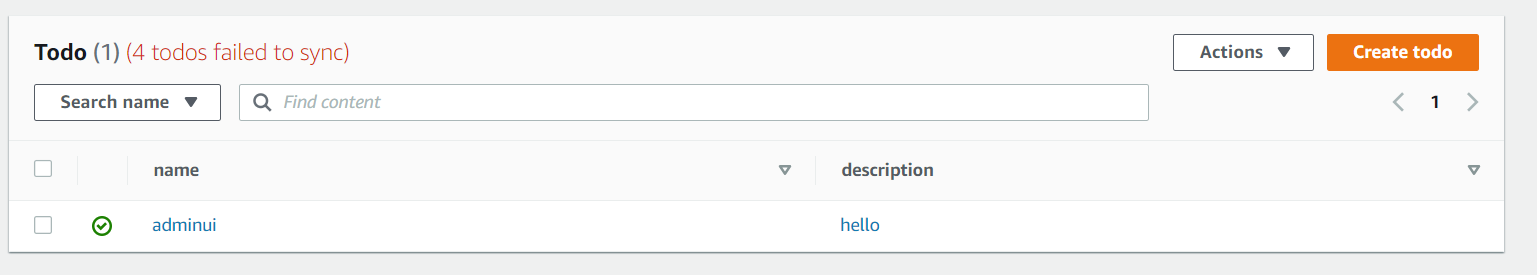 Todo (1) (4 todos failed to sync)
Actions
Create todo
Search name
Find content
1
name
description
adminui
hello